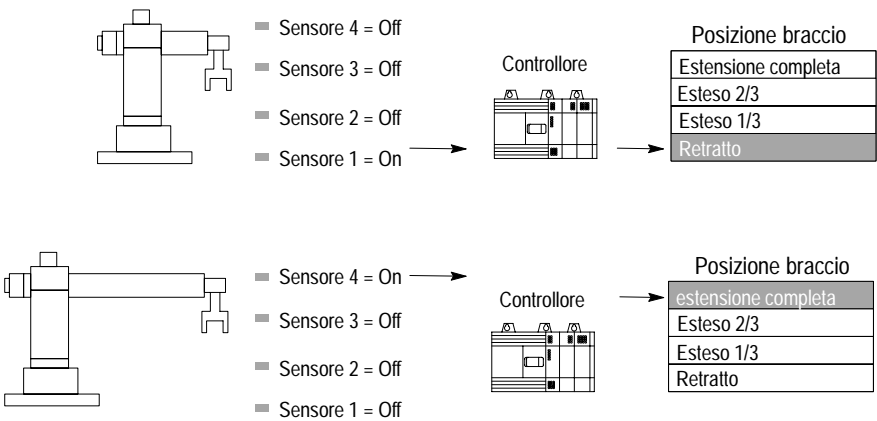 Sensore 4 = Off
Sensore 3 = Off
Sensore 2 = Off
Sensore 1 = On
Controllore
Posizione braccio
Estensione completa
Esteso 2/3
Esteso 1/3
Retratto
Sensore 4 = On
Sensore 3 = Off
Sensore 2 = Off
Sensore 1 = Off
Controllore
Posizione braccio
estensione completa
Esteso 2/3
Esteso 1/3
Retratto